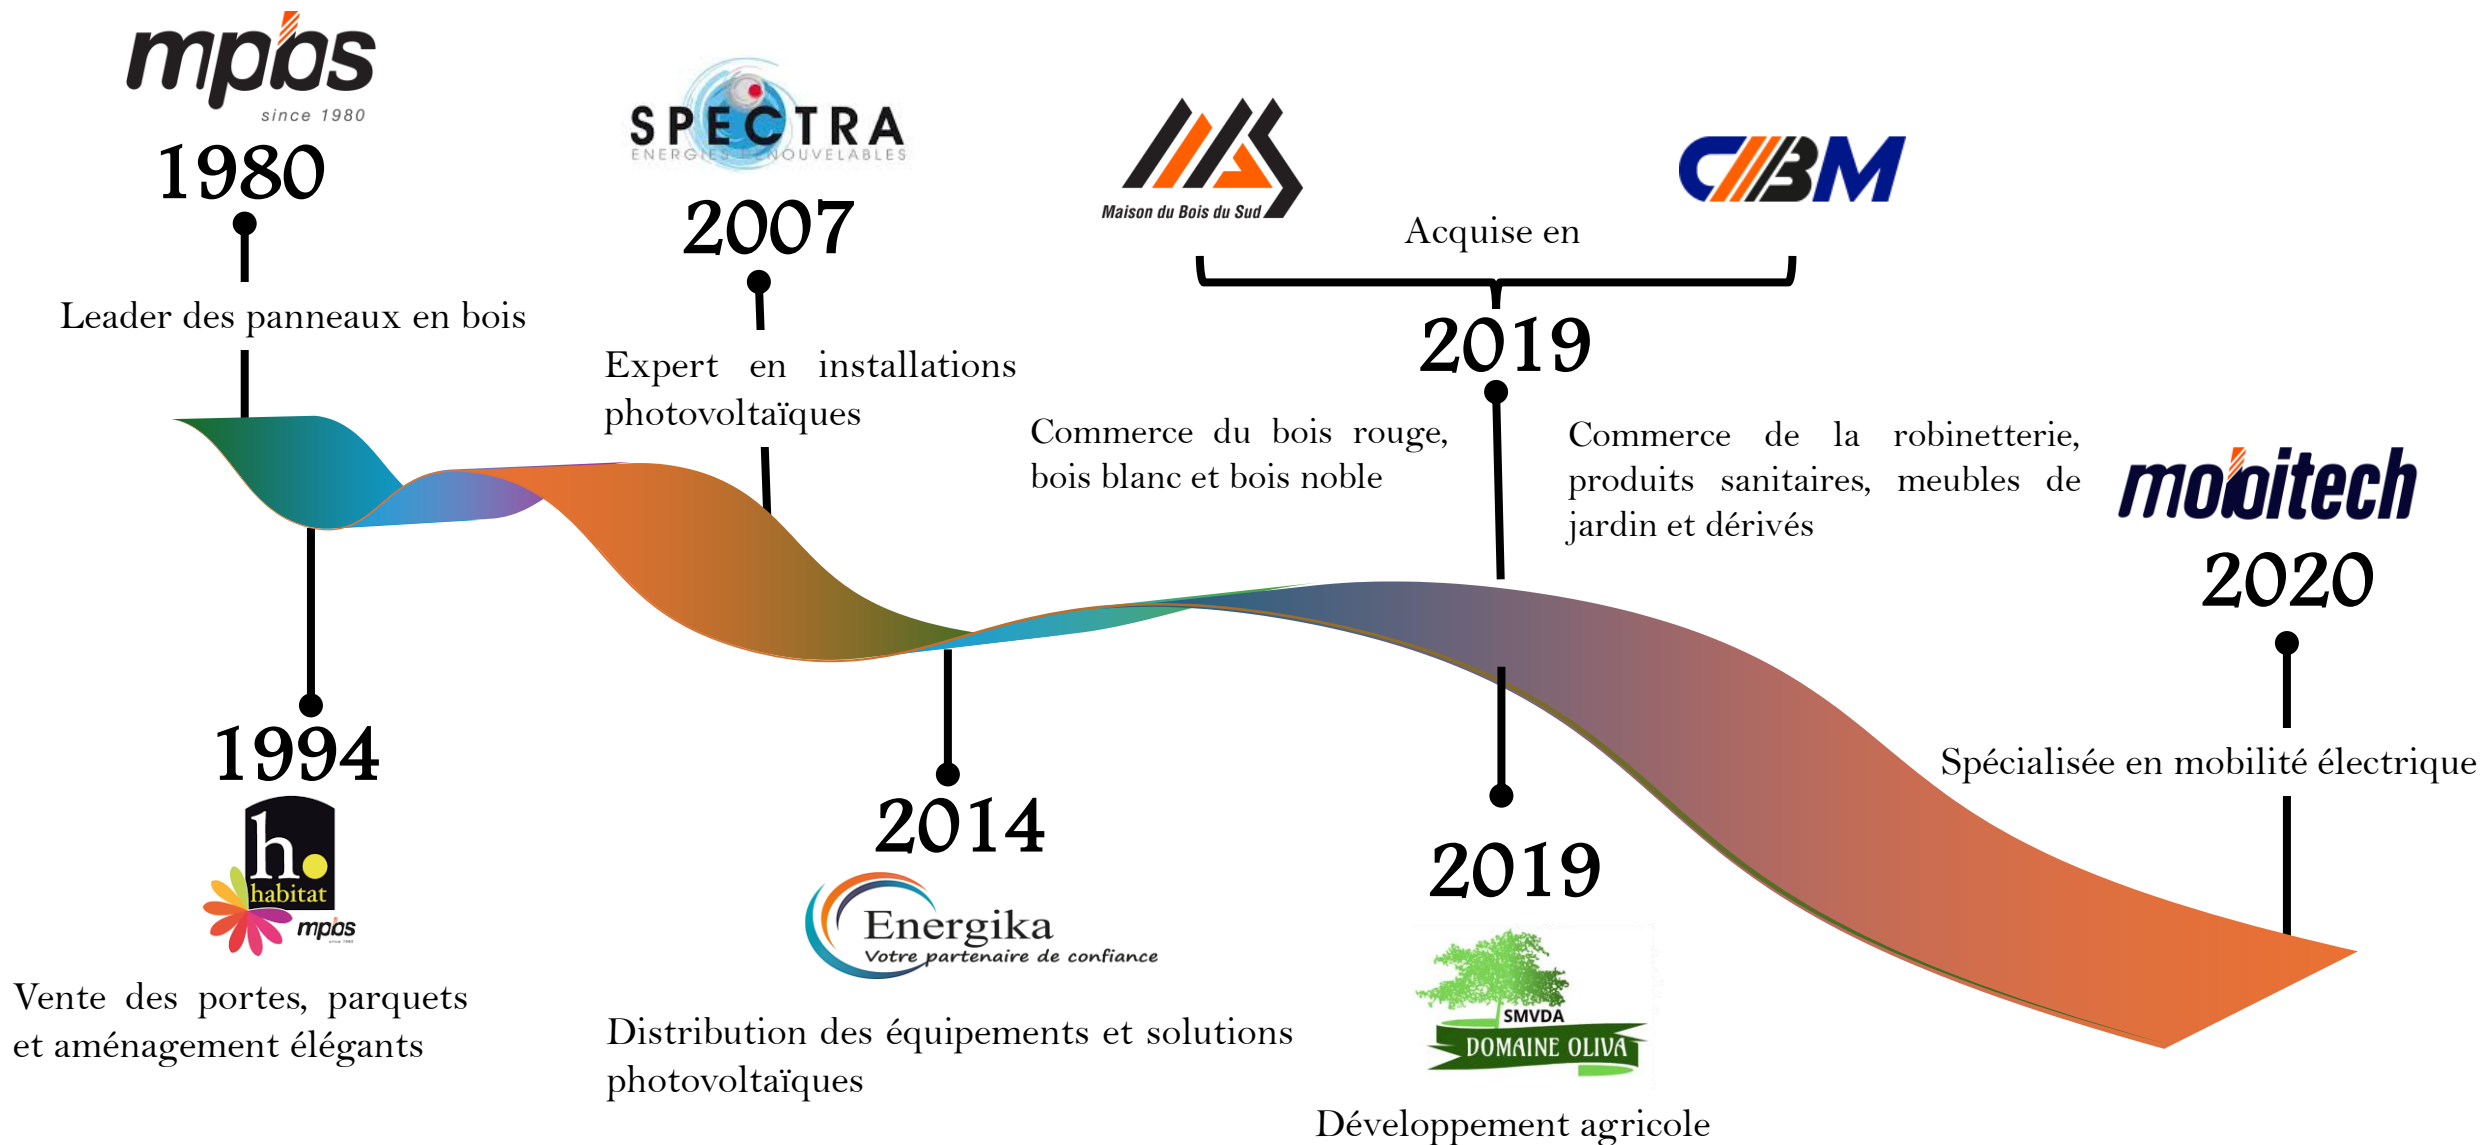 mpbs
since 1980
1980
Leader des panneaux en bois
1994
h.
habitat
mpbs
since 1980
Vente des portes, parquets
et aménagement élégants
SPECTRA
ENERGIES RENOUVELABLES
2007
Expert en installations
photovoltaïques
2014
Energika
Votre partenaire de confiance
Distribution des équipements et solutions
photovoltaïques
Maison du Bois du Sud
CBM
Acquise en
2019
Commerce du bois rouge,
bois blanc et bois noble
Commerce de la robinetterie,
produits sanitaires, meubles de
jardin et dérivés
2019
SMVDA
DOMAINE OLIVA
Développement agricole
mobitech
2020
Spécialisée en mobilité électrique